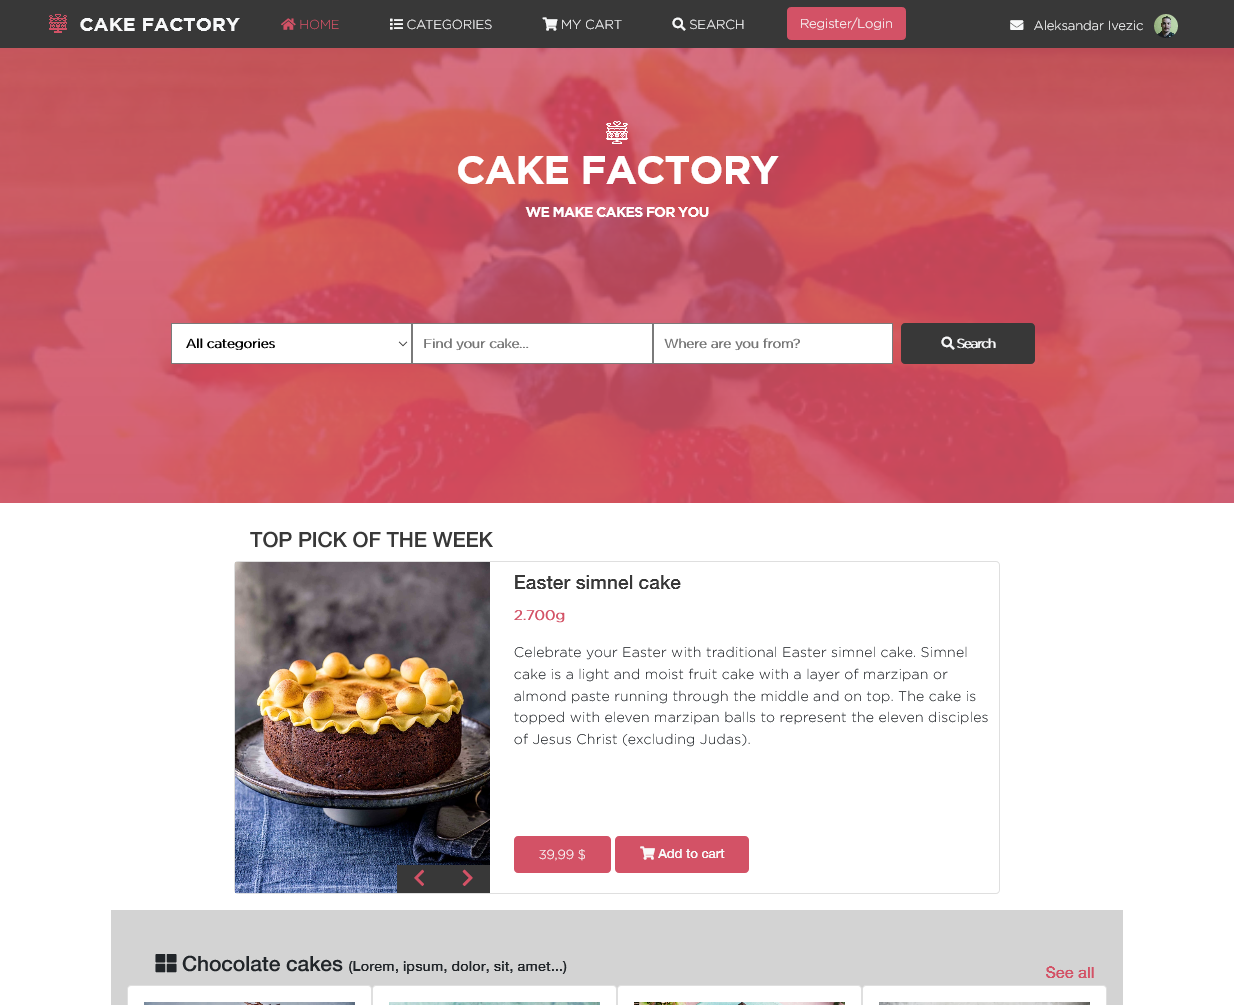 CAKE FACTORY
HOME
CATEGORIES
MY CART
SEARCH
Register/Login
Aleksandar Ivezic
CAKE FACTORY
WE MAKE CAKES FOR YOU
All categories
Find your cake...
Where are you from?
Search
TOP PICK OF THE WEEK
Easter simnel cake
2.700g
Celebrate your Easter with traditional Easter simnel cake. Simnel
cake is a light and moist fruit cake with a layer of marzipan or
almond paste running through the middle and on top. The cake is
topped with eleven marzipan balls to represent the eleven disciples
of Jesus Christ (excluding Judas).
39,99 $
Add to cart
Chocolate cakes (Lorem, ipsum, dolor, sit, amet...)
See all